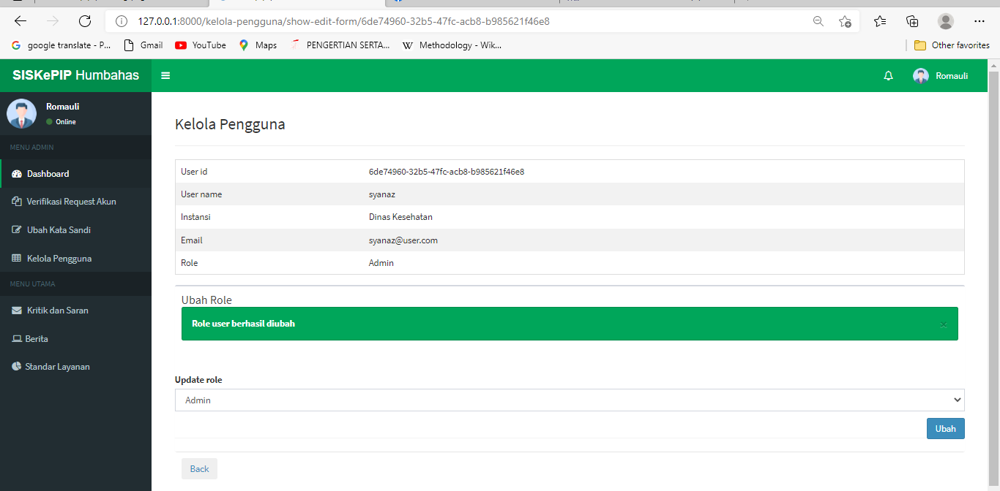 127.0.0.1:8000/kelola-pengguna/show-edit-form/6de74960-32b5-47fc-acb8-b985621f46e8
google translate - P... Gmail YouTube Maps PENGERTIAN SERTA... W Methodology - Wik... Other favorites
SISKePIP Humbahas
Romauli
Romauli
Online
MENU ADMIN
Dashboard
Verifikasi Request Akun
Ubah Kata Sandi
Kelola Pengguna
MENU UTAMA
Kritik dan Saran
Berita
Standar Layanan
Kelola Pengguna
User id 6de74960-32b5-47fc-acb8-b985621f46e8
User name syanaz
Instansi Dinas Kesehatan
Email syanaz@user.com
Role Admin
Ubah Role
Role user berhasil diubah ×
Update role
Admin
Ubah
Back